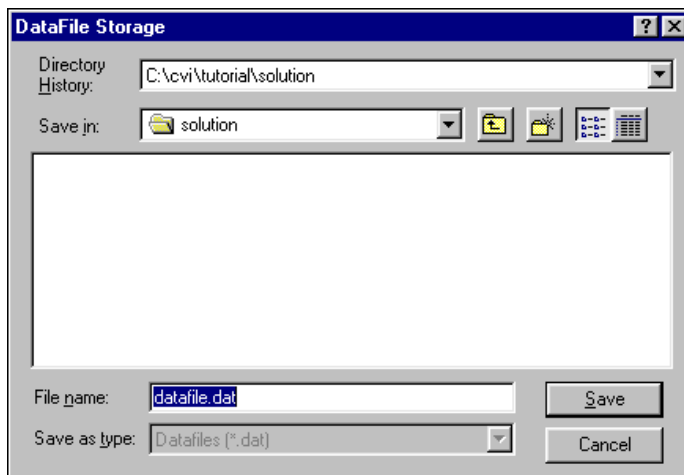 DataFile Storage
Directory History: C:\cvi\tutorial\solution
Save in: solution
File name: datafile.dat Save
Save as type: Datafiles (*.dat) Cancel